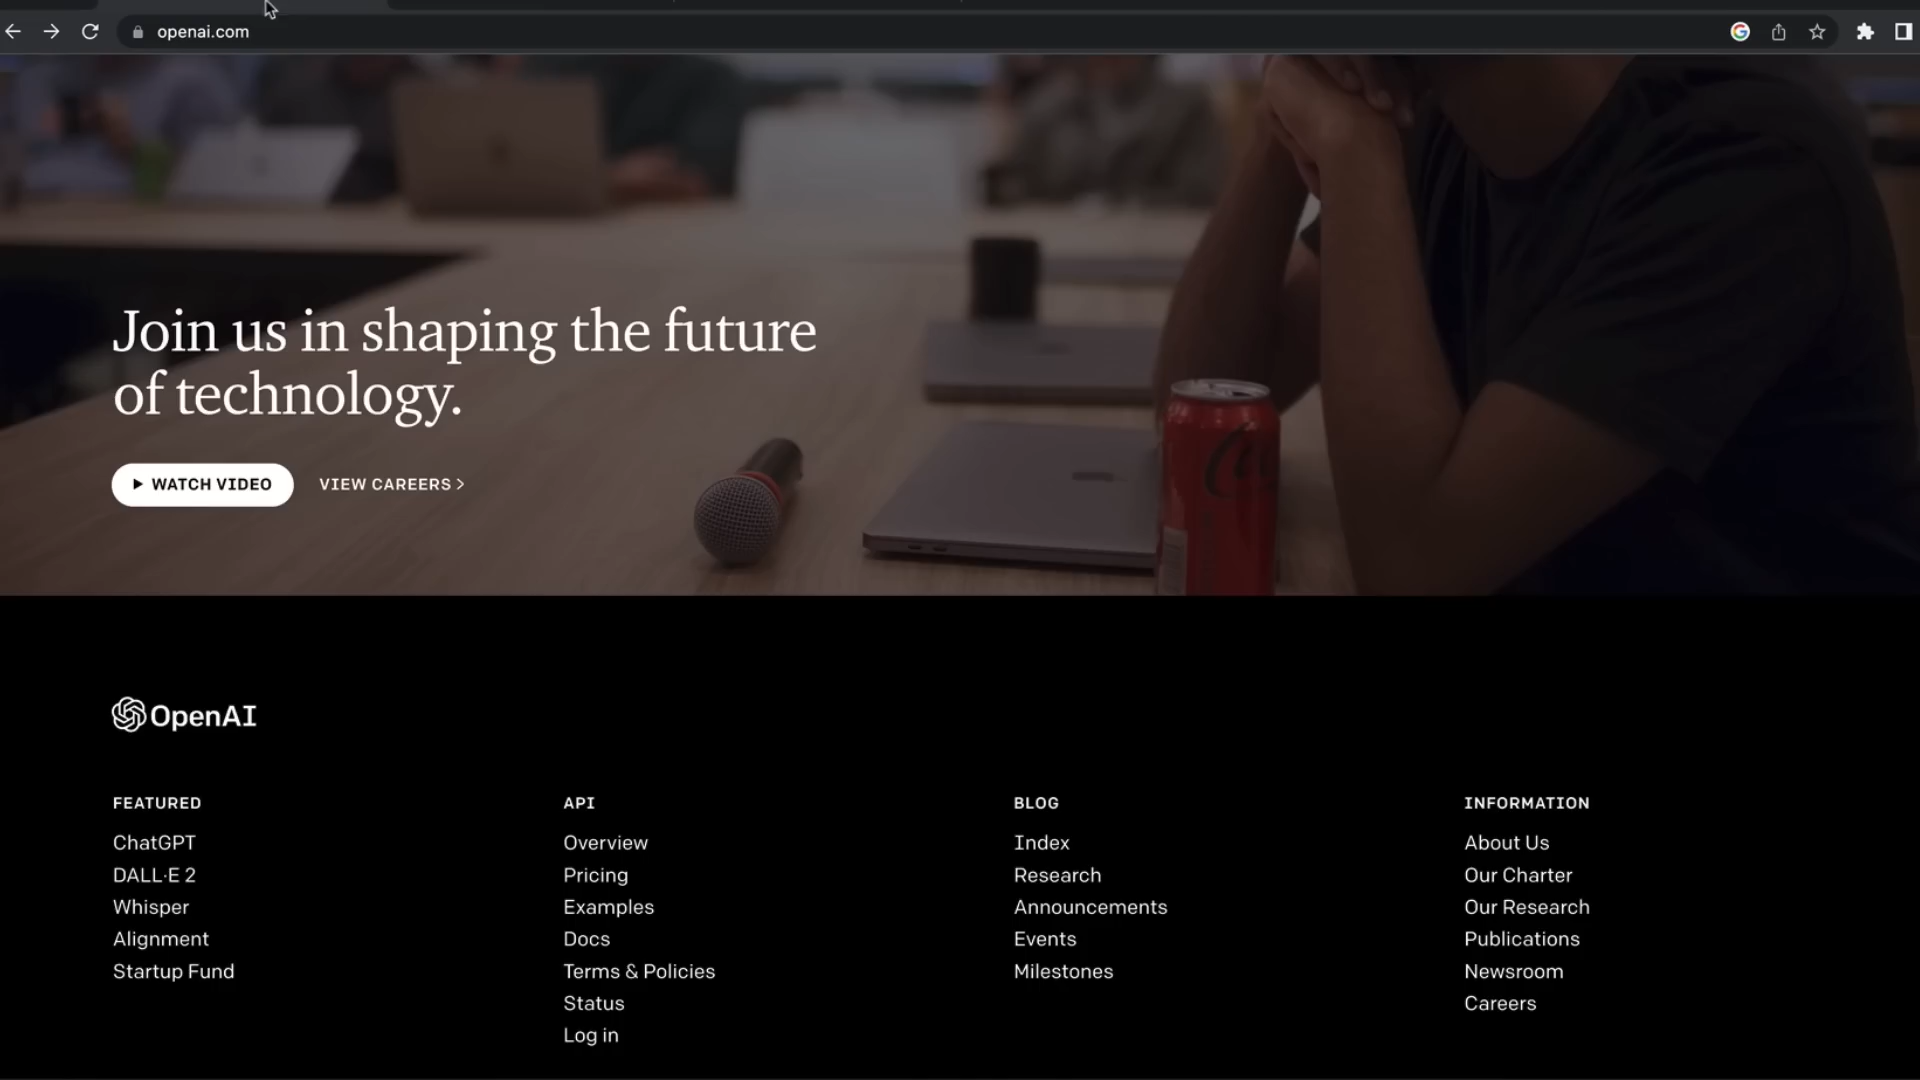 openai.com
Join us in shaping the future
of technology.
WATCH VIDEO
VIEW CAREERS >
OpenAI
FEATURED
ChatGPT
DALL·E 2
Whisper
Alignment
Startup Fund
API
Overview
Pricing
Examples
Docs
Terms & Policies
Status
Log in
BLOG
Index
Research
Announcements
Events
Milestones
INFORMATION
About Us
Our Charter
Our Research
Publications
Newsroom
Careers